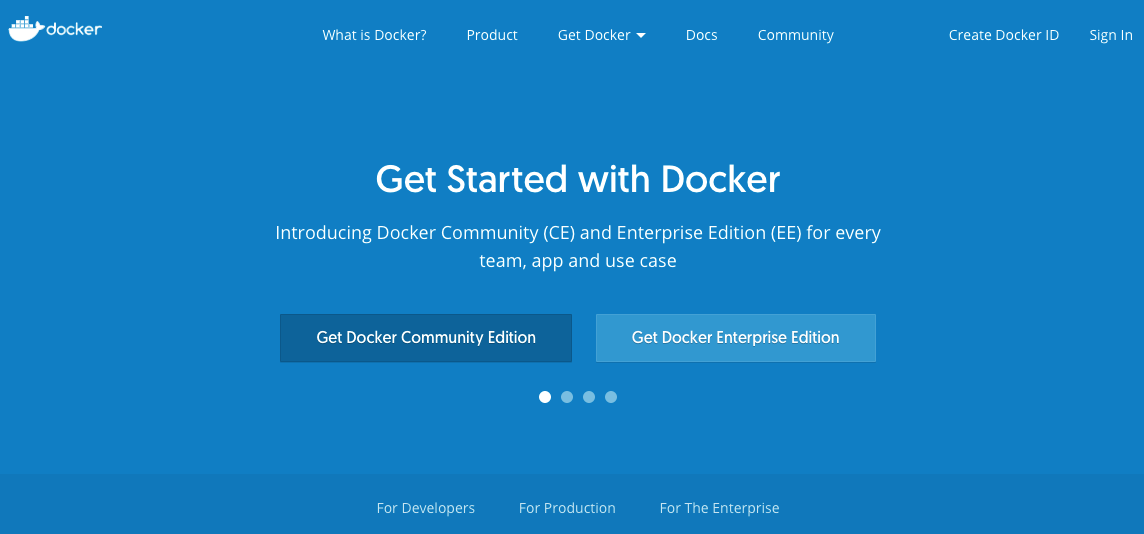 docker
What is Docker? Product Get Docker Docs Community Create Docker ID Sign In
Get Started with Docker
Introducing Docker Community (CE) and Enterprise Edition (EE) for every
team, app and use case
Get Docker Community Edition Get Docker Enterprise Edition
For Developers For Production For The Enterprise